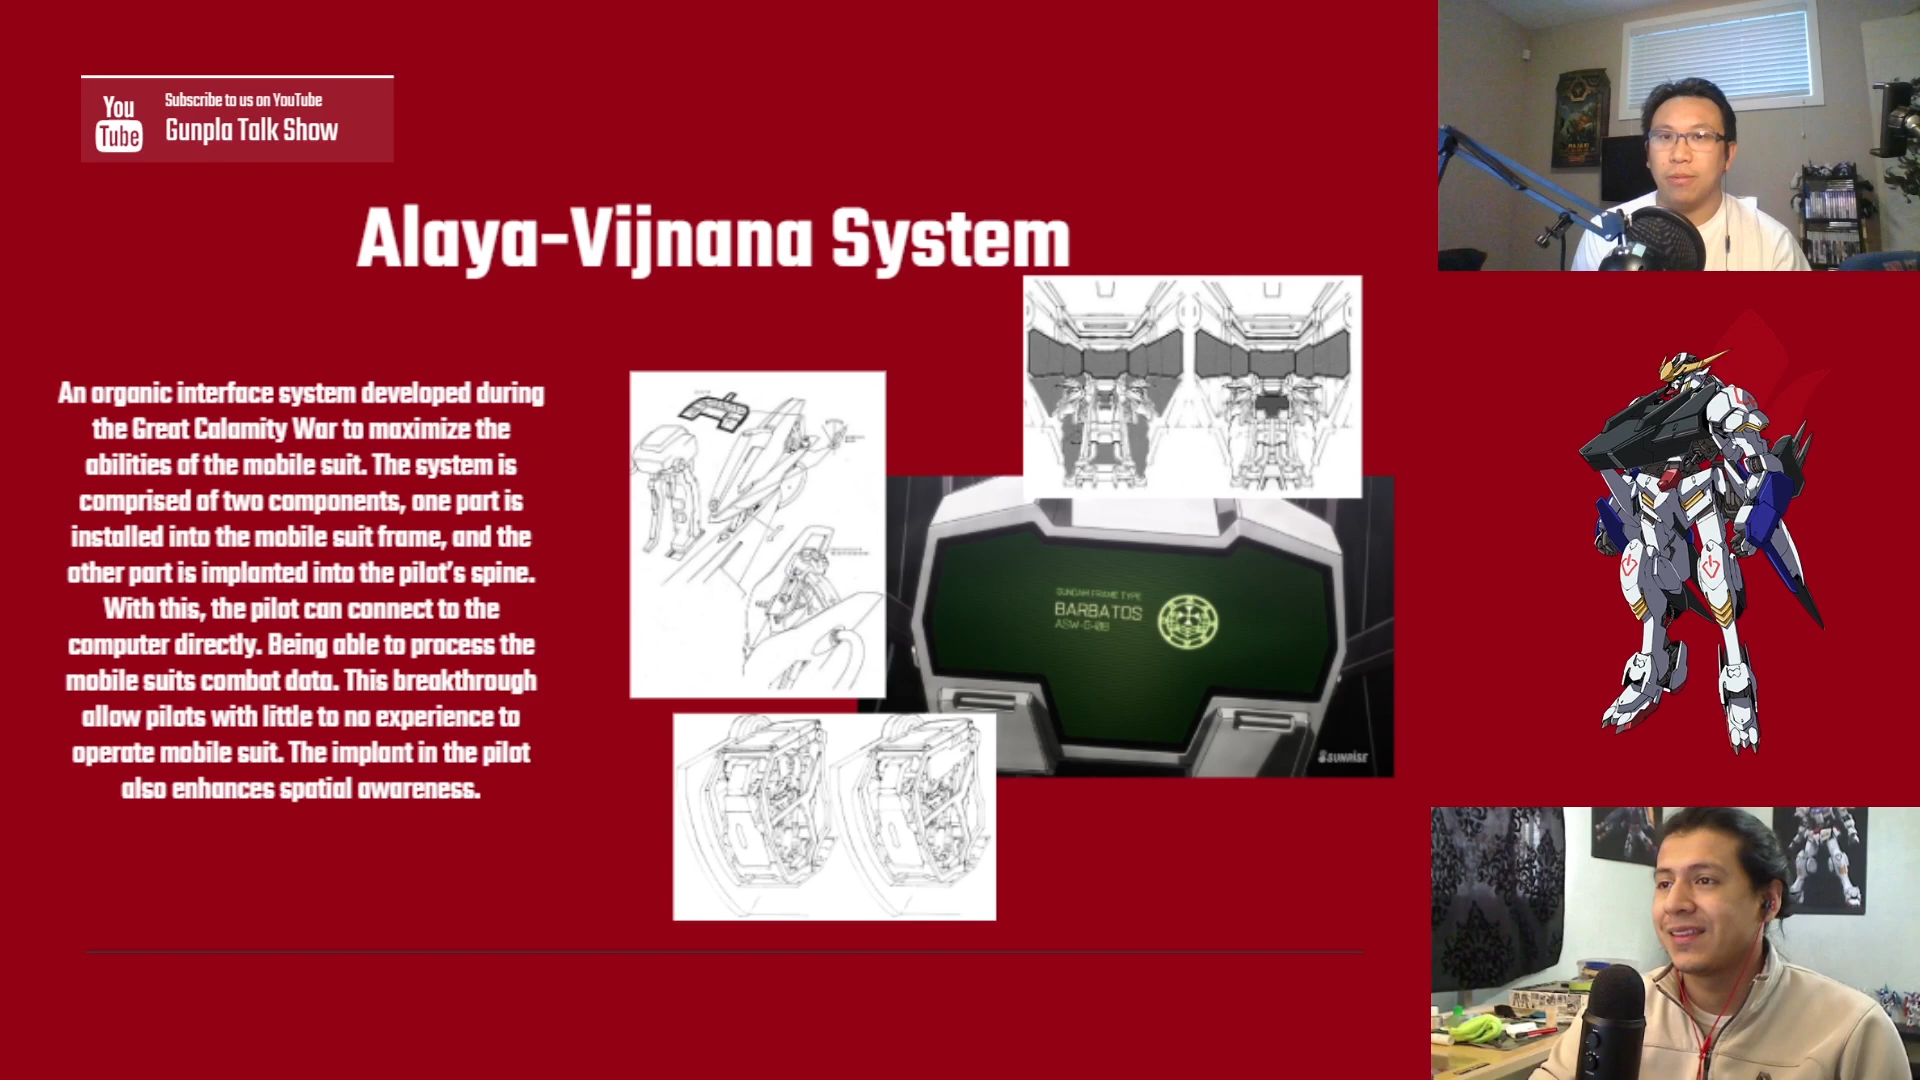 You
Tube
Subscribe to us on YouTube
Gunpla Talk Show
Alaya-Vijnana System
An organic interface system developed during
the Great Calamity War to maximize the
abilities of the mobile suit. The system is
comprised of two components, one part is
installed into the mobile suit frame, and the
other part is implanted into the pilot's spine.
With this, the pilot can connect to the
computer directly. Being able to process the
mobile suits combat data. This breakthrough
allow pilots with little to no experience to
operate mobile suit. The implant in the pilot
also enhances spatial awareness.
GUNDAM FRAME TYPE
BARBATOS
ASW-G-08
SUNRISE